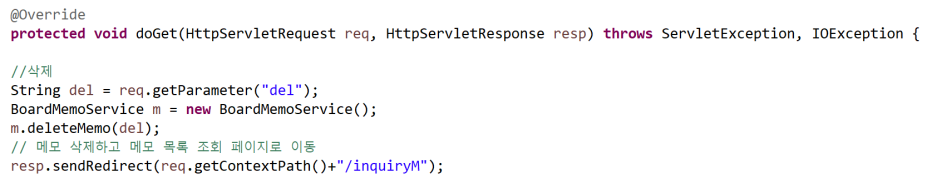 @Override
protected void doGet(HttpServletRequest req, HttpServletResponse resp) throws ServletException, IOException {
//삭제
String del = req.getParameter("del");
BoardMemoService m = new BoardMemoService();
m.deleteMemo(del);
// 메모 삭제하고 메모 목록 조회 페이지로 이동
resp.sendRedirect(req.getContextPath()+"/inquiryM");